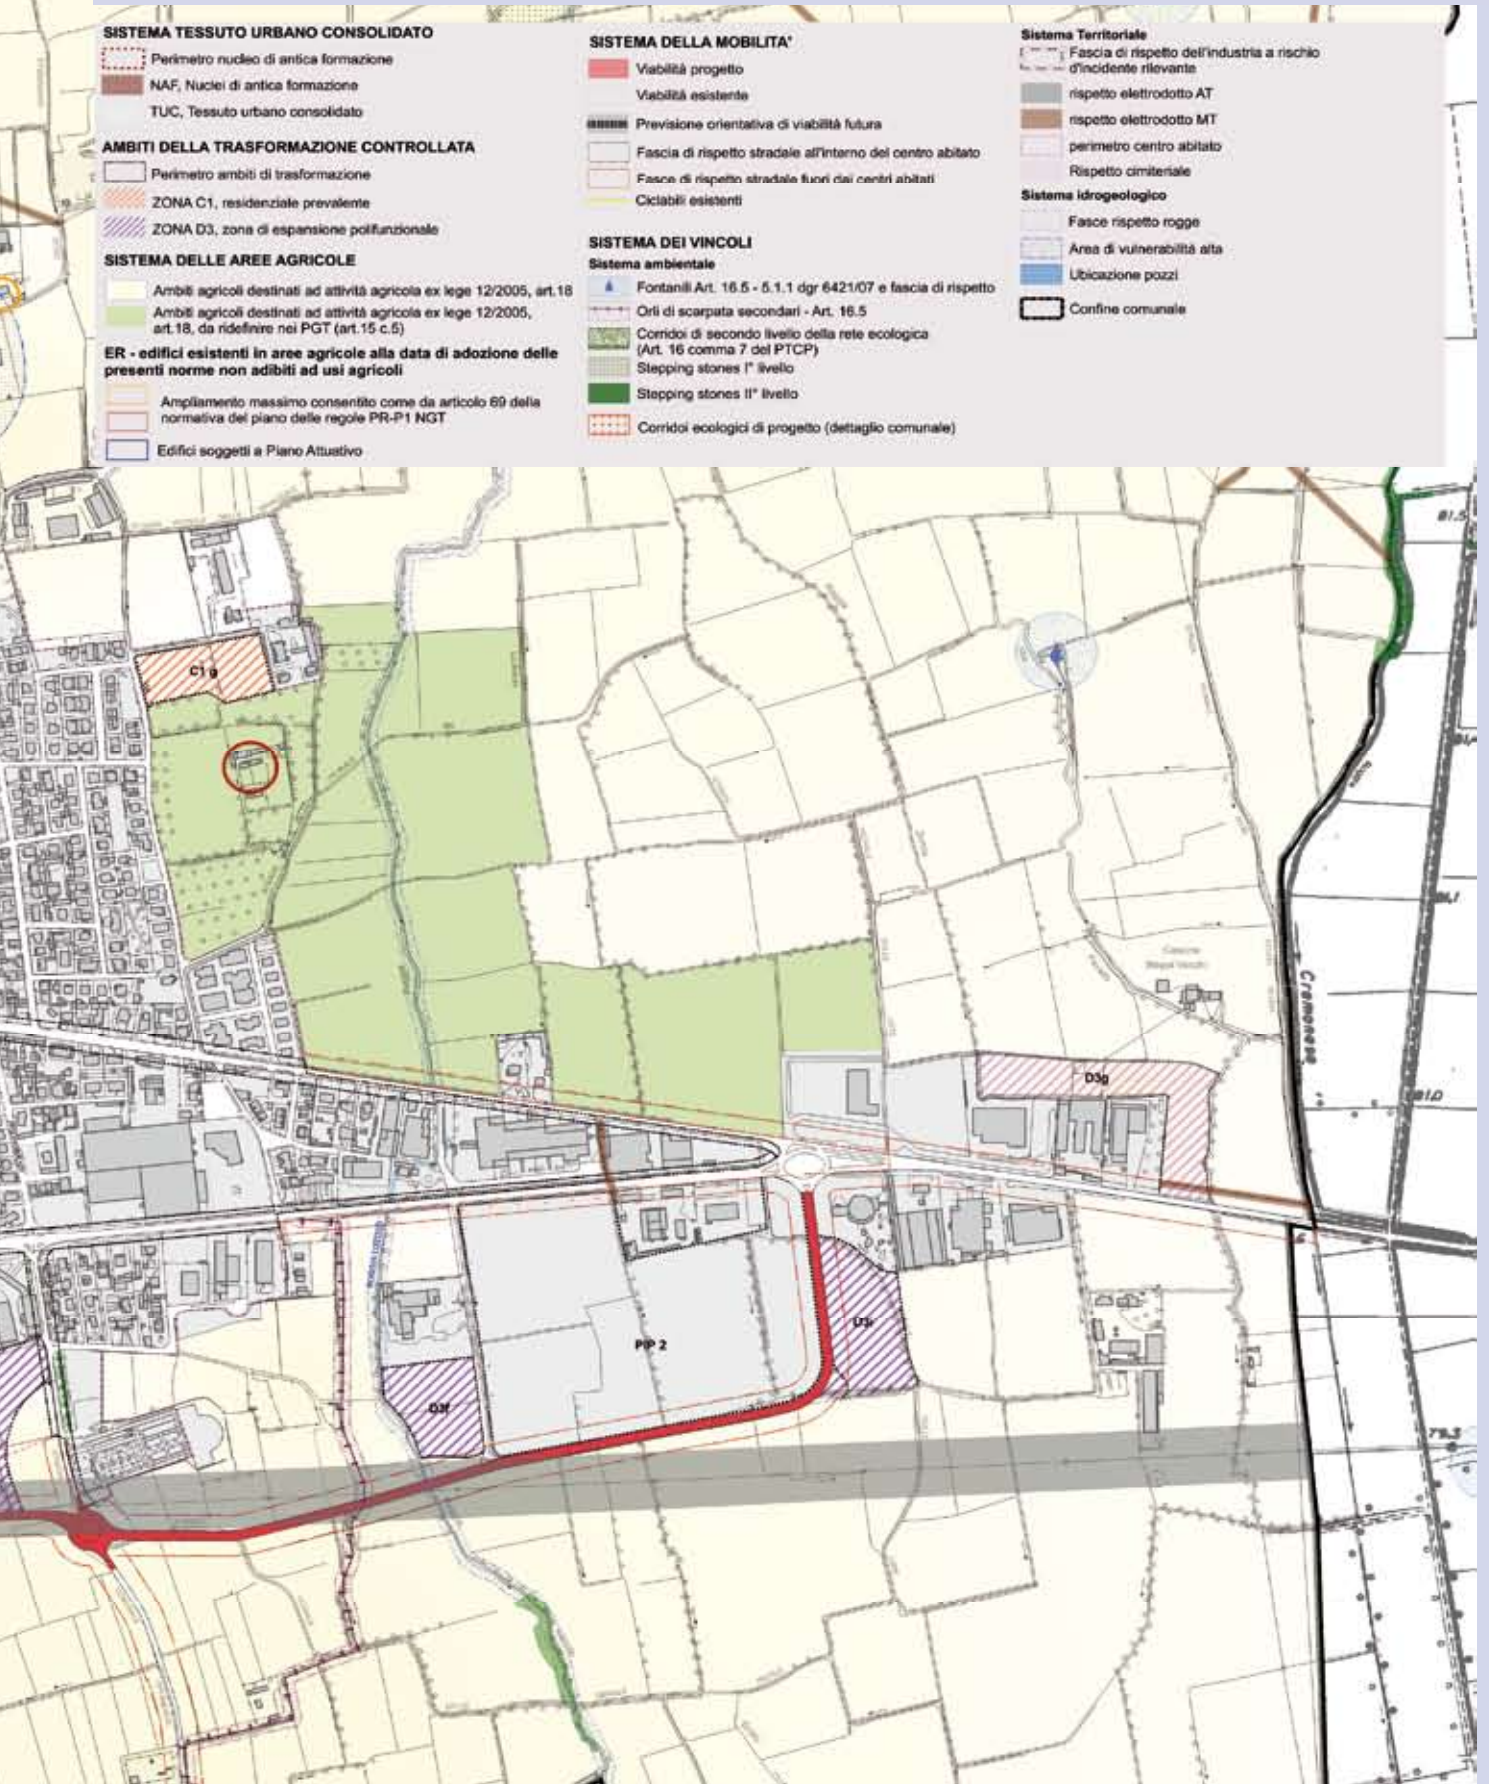 SISTEMA TESSUTO URBANO CONSOLIDATO
Perimetro nucleo di antica formazione
NAF, Nuclei di antica formazione
TUC, Tessuto urbano consolidato
AMBITI DELLA TRASFORMAZIONE CONTROLLATA
Perimetro ambiti di trasformazione
ZONA C1, residenziale prevalente
ZONA D3, zona di espansione polifunzionale
SISTEMA DELLE AREE AGRICOLE
Ambiti agricoli destinati ad attività agricola ex lege 12/2005, art.18
Ambiti agricoli destinati ad attività agricola ex lege 12/2005,
art.18, da ridefinire nei PGT (art.15 c.5)
ER - edifici esistenti in aree agricole alla data di adozione delle
presenti norme non adibiti ad usi agricoli
Ampliamento massimo consentito come da articolo 69 della
normativa del piano delle regole PR-P1 NGT
Edifici soggetti a Piano Attuativo
SISTEMA DELLA MOBILITA'
Viabilità progetto
Viabilità esistente
Previsione orientativa di viabilità futura
Fascia di rispetto stradale all'interno del centro abitato
Fasce di rispetto stradale fuori dai centri abitati
Ciclabili esistenti
SISTEMA DEI VINCOLI
Sistema ambientale
Fontanili Art. 16.5 - 5.1.1 dgr 6421/07 e fascia di rispetto
Orli di scarpata secondari - Art. 16.5
Corridoi di secondo livello della rete ecologica
(Art. 16 comma 7 del PTCP)
Stepping stones I° livello
Stepping stones II° livello
Corridoi ecologici di progetto (dettaglio comunale)
Sistema Territoriale
Fascia di rispetto dell'industria a rischio
d'incidente rilevante
rispetto elettrodotto AT
rispetto elettrodotto MT
perimetro centro abitato
Rispetto cimiteriale
Sistema idrogeologico
Fasce rispetto rogge
Area di vulnerabilità alta
Ubicazione pozzi
Confine comunale
81.5
C1 g
81.1
Cremonese
D3g
81.0
PIP 2
D3i
D3f
79.3